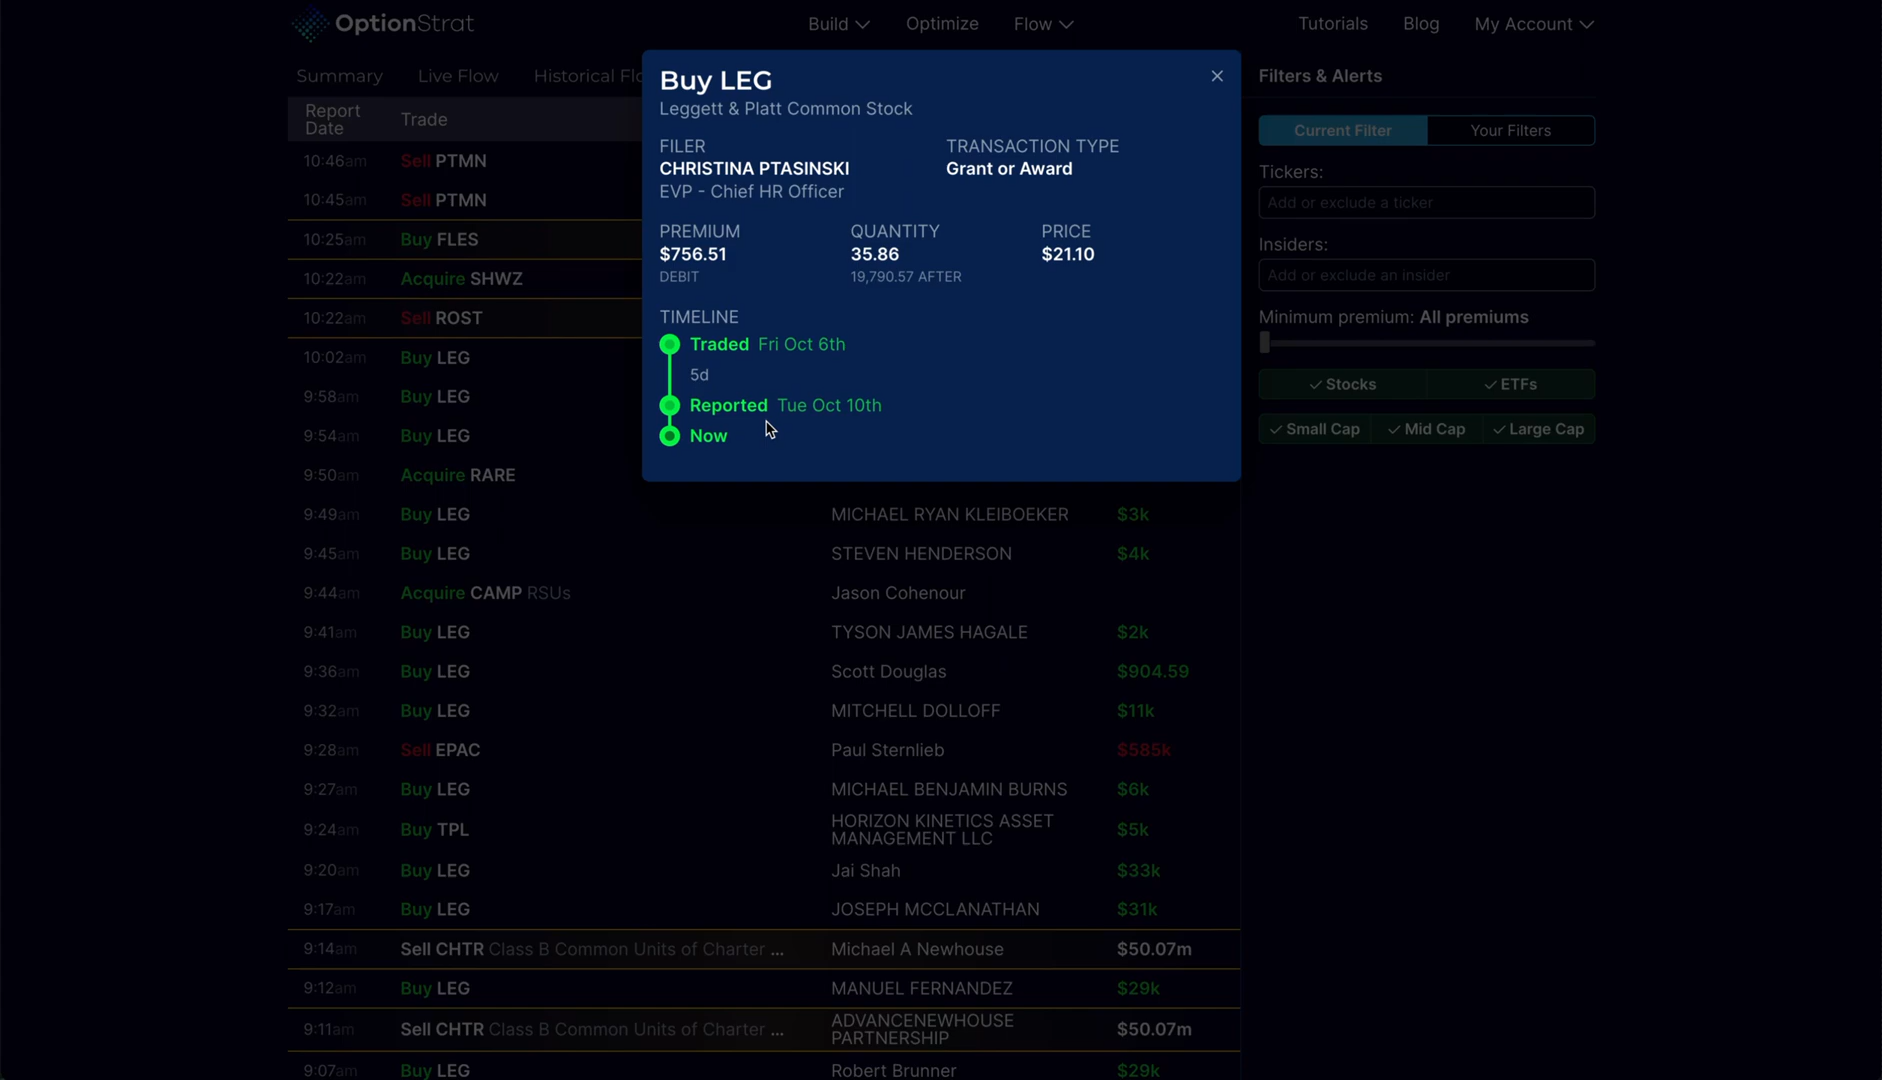 OptionStrat
Build
Optimize
Flow
Tutorials
Blog
My Account
Summary
Live Flow
Historical Flo
Filters & Alerts
Report Date
Trade
10:46am Sell PTMN
10:45am Sell PTMN
10:25am Buy FLES
10:22am Acquire SHWZ
10:22am Sell ROST
10:02am Buy LEG
9:58am Buy LEG
9:54am Buy LEG
9:50am Acquire RARE
9:49am Buy LEG MICHAEL RYAN KLEIBOEKER $3k
9:45am Buy LEG STEVEN HENDERSON $4k
9:44am Acquire CAMP RSUs Jason Cohenour
9:41am Buy LEG TYSON JAMES HAGALE $2k
9:36am Buy LEG Scott Douglas $904.59
9:32am Buy LEG MITCHELL DOLLOFF $11k
9:28am Sell EPAC Paul Sternlieb $585k
9:27am Buy LEG MICHAEL BENJAMIN BURNS $6k
9:24am Buy TPL HORIZON KINETICS ASSET MANAGEMENT LLC $5k
9:20am Buy LEG Jai Shah $33k
9:17am Buy LEG JOSEPH MCCLANATHAN $31k
9:14am Sell CHTR Class B Common Units of Charter ... Michael A Newhouse $50.07m
9:12am Buy LEG MANUEL FERNANDEZ $29k
9:11am Sell CHTR Class B Common Units of Charter ... ADVANCENEWHOUSE PARTNERSHIP $50.07m
9:07am Buy LEG Robert Brunner $29k
Buy LEG
Leggett & Platt Common Stock
FILER
CHRISTINA PTASINSKI
EVP - Chief HR Officer
TRANSACTION TYPE
Grant or Award
PREMIUM
$756.51
DEBIT
QUANTITY
35.86
19,790.57 AFTER
PRICE
$21.10
TIMELINE
Traded Fri Oct 6th
5d
Reported Tue Oct 10th
Now
Current Filter
Your Filters
Tickers:
Add or exclude a ticker
Insiders:
Add or exclude an insider
Minimum premium: All premiums
Stocks
ETFs
Small Cap
Mid Cap
Large Cap